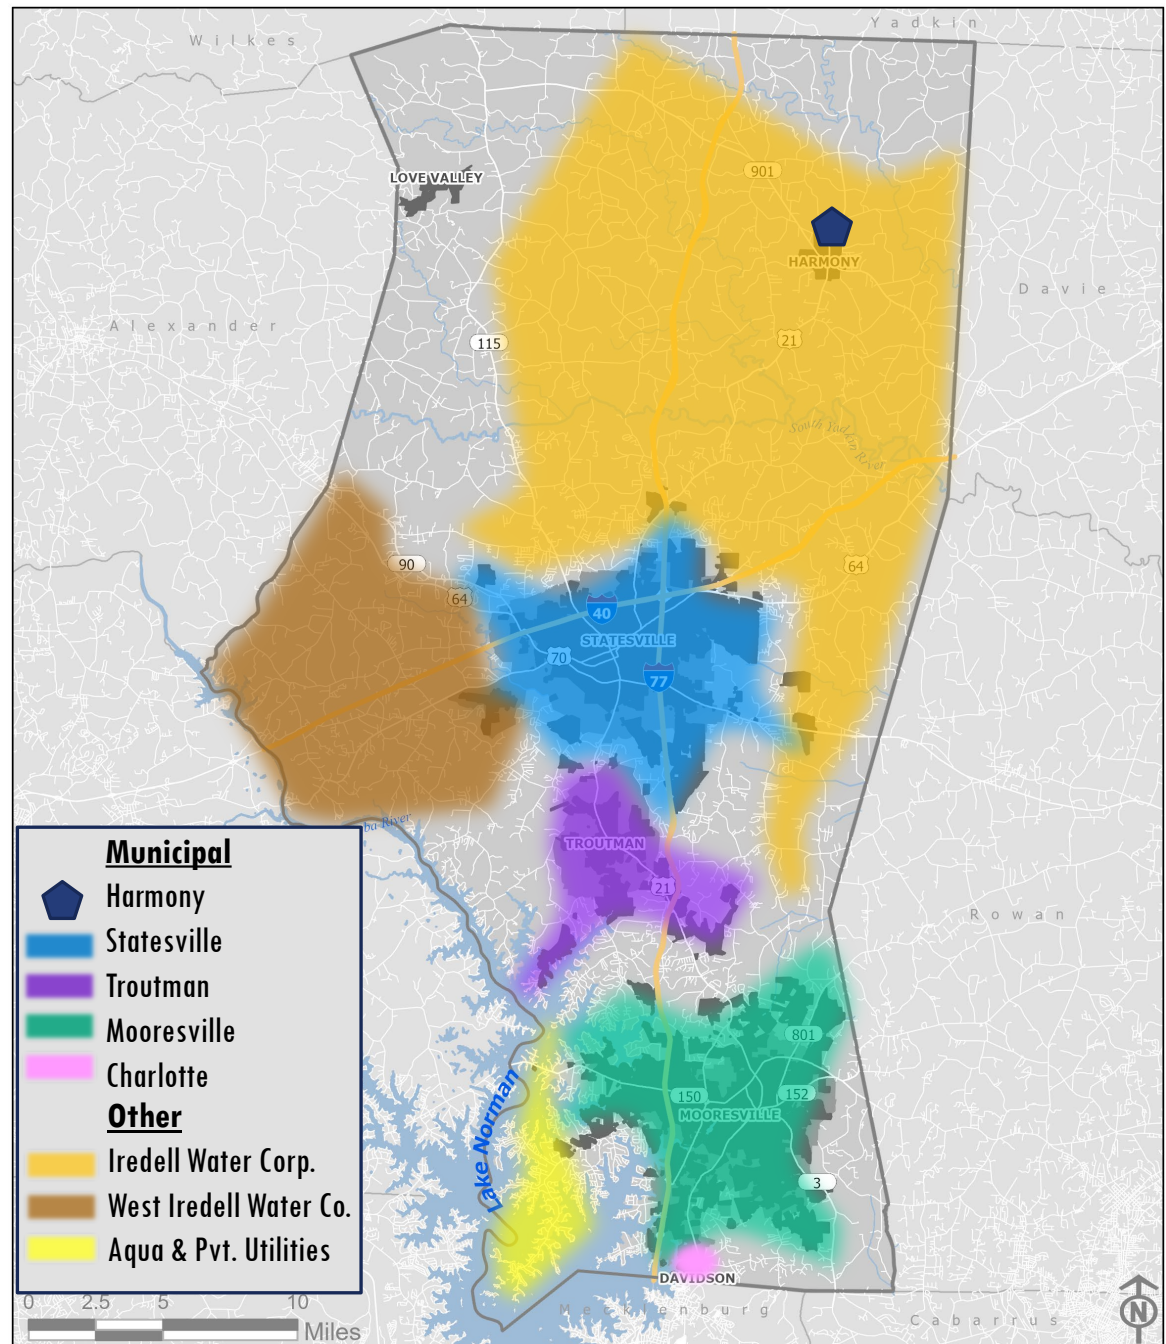 Yadkin
Wilkes
LOVE VALLEY
901
HARMONY
Davie
Alexander
115
21
South Yadkin River
90
64
64
40
STATESVILLE
70
77
ba River
TROUTMAN
21
Rowan
801
Lake Norman
150
152
MOORESVILLE
3
DAVIDSON
Mecklenburg
Cabarrus
Municipal
Harmony
Statesville
Troutman
Mooresville
Charlotte
Other
Iredell Water Corp.
West Iredell Water Co.
Aqua & Pvt. Utilities
0 2.5 5 10
Miles
N